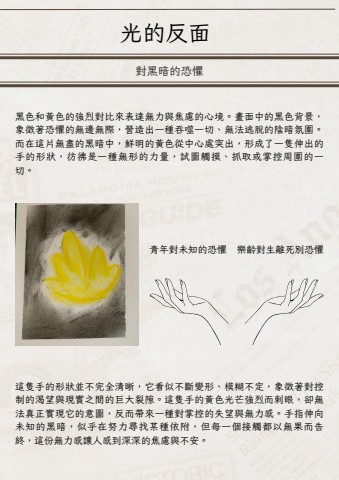 光的反面
對黑暗的恐懼
黑色和黃色的強烈對比來表達無力與焦慮的心境。畫面中的黑色背景，
象徵著恐懼的無邊無際，營造出一種吞噬一切、無法逃脫的陰暗氛圍。
而在這片無盡的黑暗中，鮮明的黃色從中心處突出，形成了一隻伸出的
手的形狀，彷彿是一種無形的力量，試圖觸摸、抓取或掌控周圍的一
切。
GUIDE
青年對未知的恐懼　樂齡對生離死別恐懼
這隻手的形狀並不完全清晰，它看似不斷變形、模糊不定，象徵著對控
制的渴望與現實之間的巨大裂隙。這隻手的黃色光芒強烈而刺眼，卻無
法真正實現它的意圖，反而帶來一種對掌控的失望與無力感。手指伸向
未知的黑暗，似乎在努力尋找某種依附，但每一個接觸都以無果而告
終，這份無力感讓人感到深深的焦慮與不安。